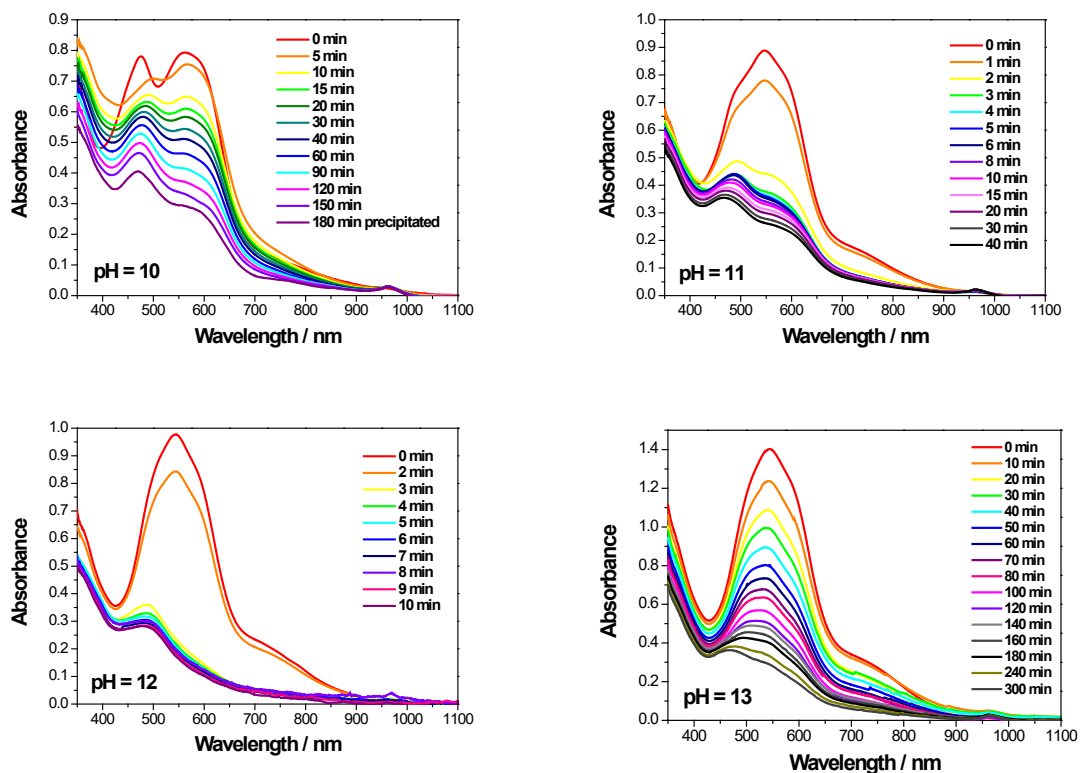 0.9
0.8
0.7
0.6
0.5
0.4
0.3
0.2
0.1
0.0
Absorbance
400 500 600 700 800 900 1000 1100
Wavelength / nm
pH = 10
0 min
5 min
10 min
15 min
20 min
30 min
40 min
60 min
90 min
120 min
150 min
180 min precipitated
1.0
0.9
0.8
0.7
0.6
0.5
0.4
0.3
0.2
0.1
0.0
Absorbance
400 500 600 700 800 900 1000 1100
Wavelength / nm
pH = 11
0 min
1 min
2 min
3 min
4 min
5 min
6 min
8 min
10 min
15 min
20 min
30 min
40 min
1.0
0.9
0.8
0.7
0.6
0.5
0.4
0.3
0.2
0.1
0.0
Absorbance
400 500 600 700 800 900 1000 1100
Wavelength / nm
pH = 12
0 min
2 min
3 min
4 min
5 min
6 min
7 min
8 min
9 min
10 min
1.4
1.2
1.0
0.8
0.6
0.4
0.2
0.0
Absorbance
400 500 600 700 800 900 1000 1100
Wavelength / nm
pH = 13
0 min
10 min
20 min
30 min
40 min
50 min
60 min
70 min
80 min
100 min
120 min
140 min
160 min
180 min
240 min
300 min